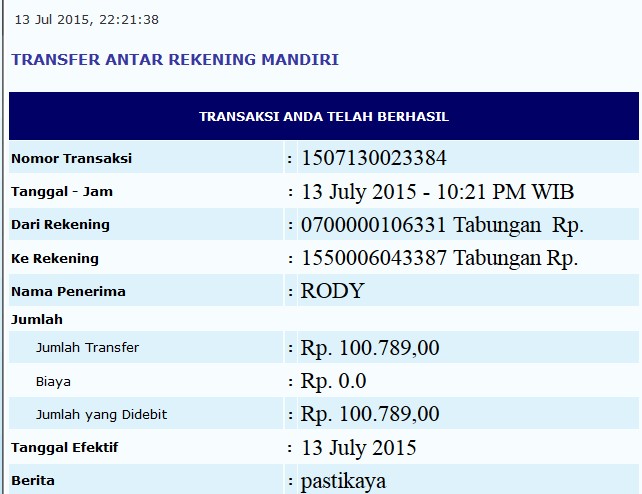 13 Jul 2015, 22:21:38
TRANSFER ANTAR REKENING MANDIRI
TRANSAKSI ANDA TELAH BERHASIL
Nomor Transaksi : 1507130023384
Tanggal - Jam : 13 July 2015 - 10:21 PM WIB
Dari Rekening : 0700000106331 Tabungan Rp.
Ke Rekening : 1550006043387 Tabungan Rp.
Nama Penerima : RODY
Jumlah
Jumlah Transfer : Rp. 100.789,00
Biaya : Rp. 0.0
Jumlah yang Didebit : Rp. 100.789,00
Tanggal Efektif : 13 July 2015
Berita : pastikaya